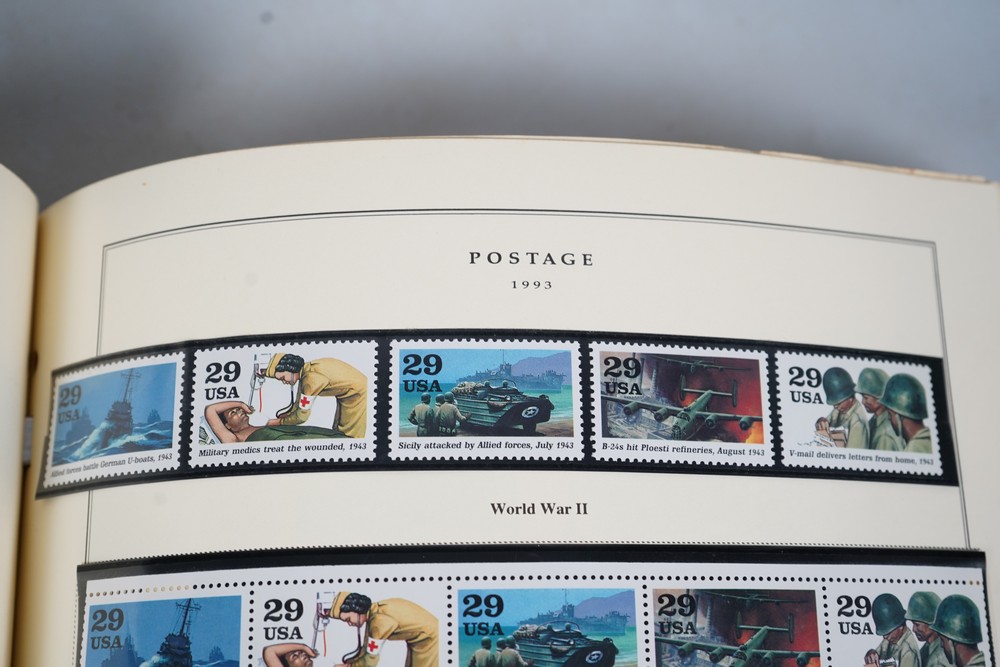 POSTAGE
1993
29
USA
Allied forces battle German U-boats, 1943
29
USA
Military medics treat the wounded, 1943
29
USA
Sicily attacked by Allied forces, July 1943
29
USA
B-24s hit Ploesti refineries, August 1943
29
USA
V-mail delivers letters from home, 1943
World War II
29
USA
29
USA
29
USA
29
USA
29
USA